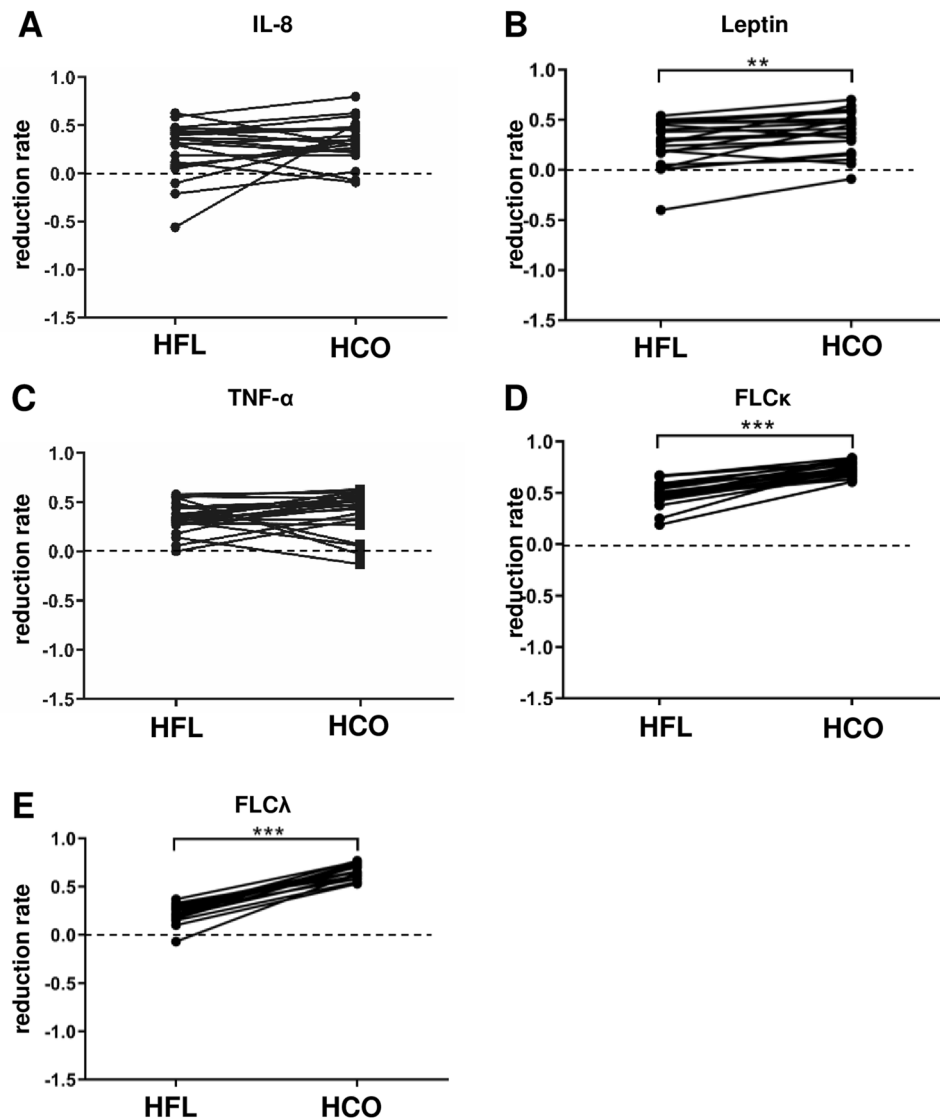 A
IL-8
reduction rate
1.0
0.5
0.0
-0.5
-1.0
-1.5
HFL
HCO
B
Leptin
**
reduction rate
1.0
0.5
0.0
-0.5
-1.0
-1.5
HFL
HCO
C
TNF-α
reduction rate
1.0
0.5
0.0
-0.5
-1.0
-1.5
HFL
HCO
D
FLCκ
***
reduction rate
1.0
0.5
0.0
-0.5
-1.0
-1.5
HFL
HCO
E
FLCλ
***
reduction rate
1.0
0.5
0.0
-0.5
-1.0
-1.5
HFL
HCO